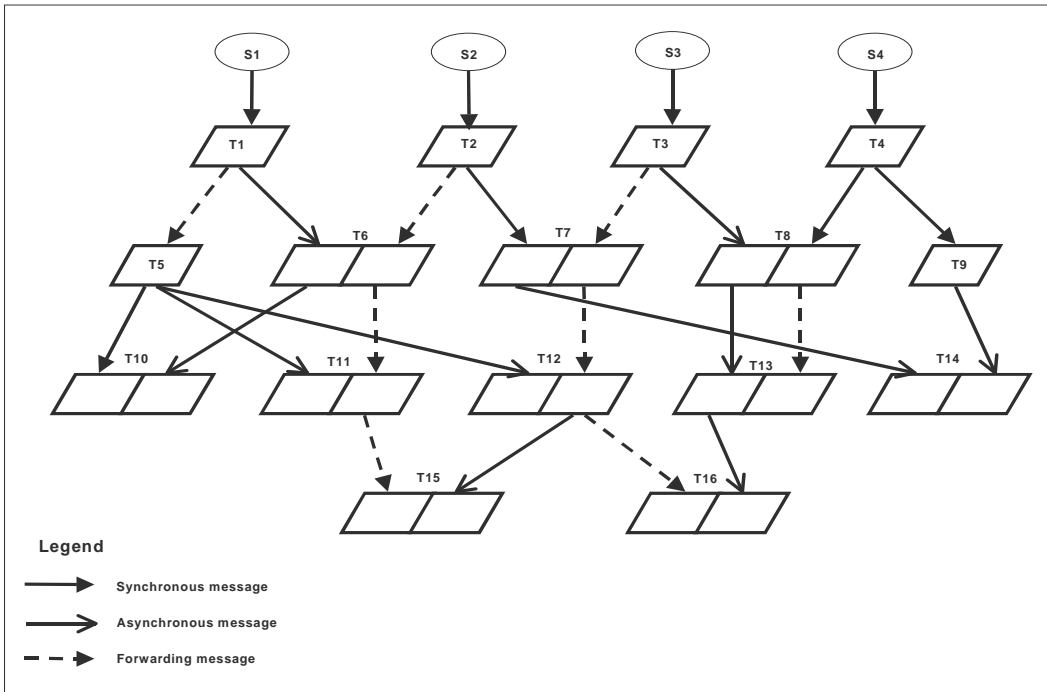 S1 S2 S3 S4
T1 T2 T3 T4
T6 T7 T8
T5 T9
T10 T11 T12 T13 T14
T15 T16
Legend
Synchronous message
Asynchronous message
Forwarding message